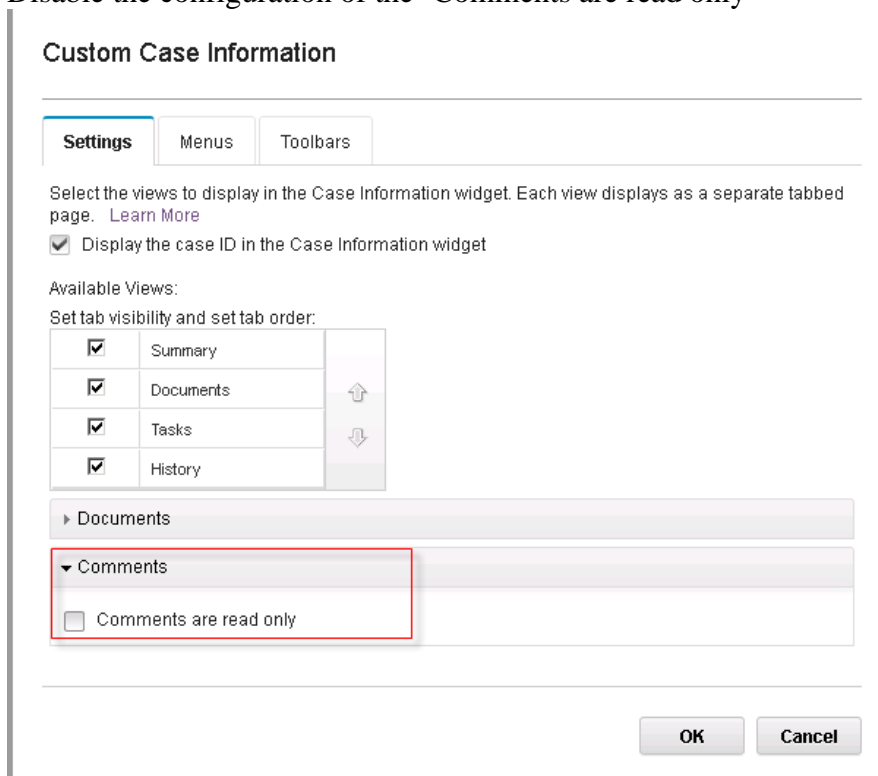 Disable the configuration of the "Comments are read only"
Custom Case Information
Settings Menus Toolbars
Select the views to display in the Case Information widget. Each view displays as a separate tabbed
page. Learn More
Display the case ID in the Case Information widget
Available Views:
Set tab visibility and set tab order:
Summary
Documents
Tasks
History
Documents
Comments
Comments are read only
OK Cancel